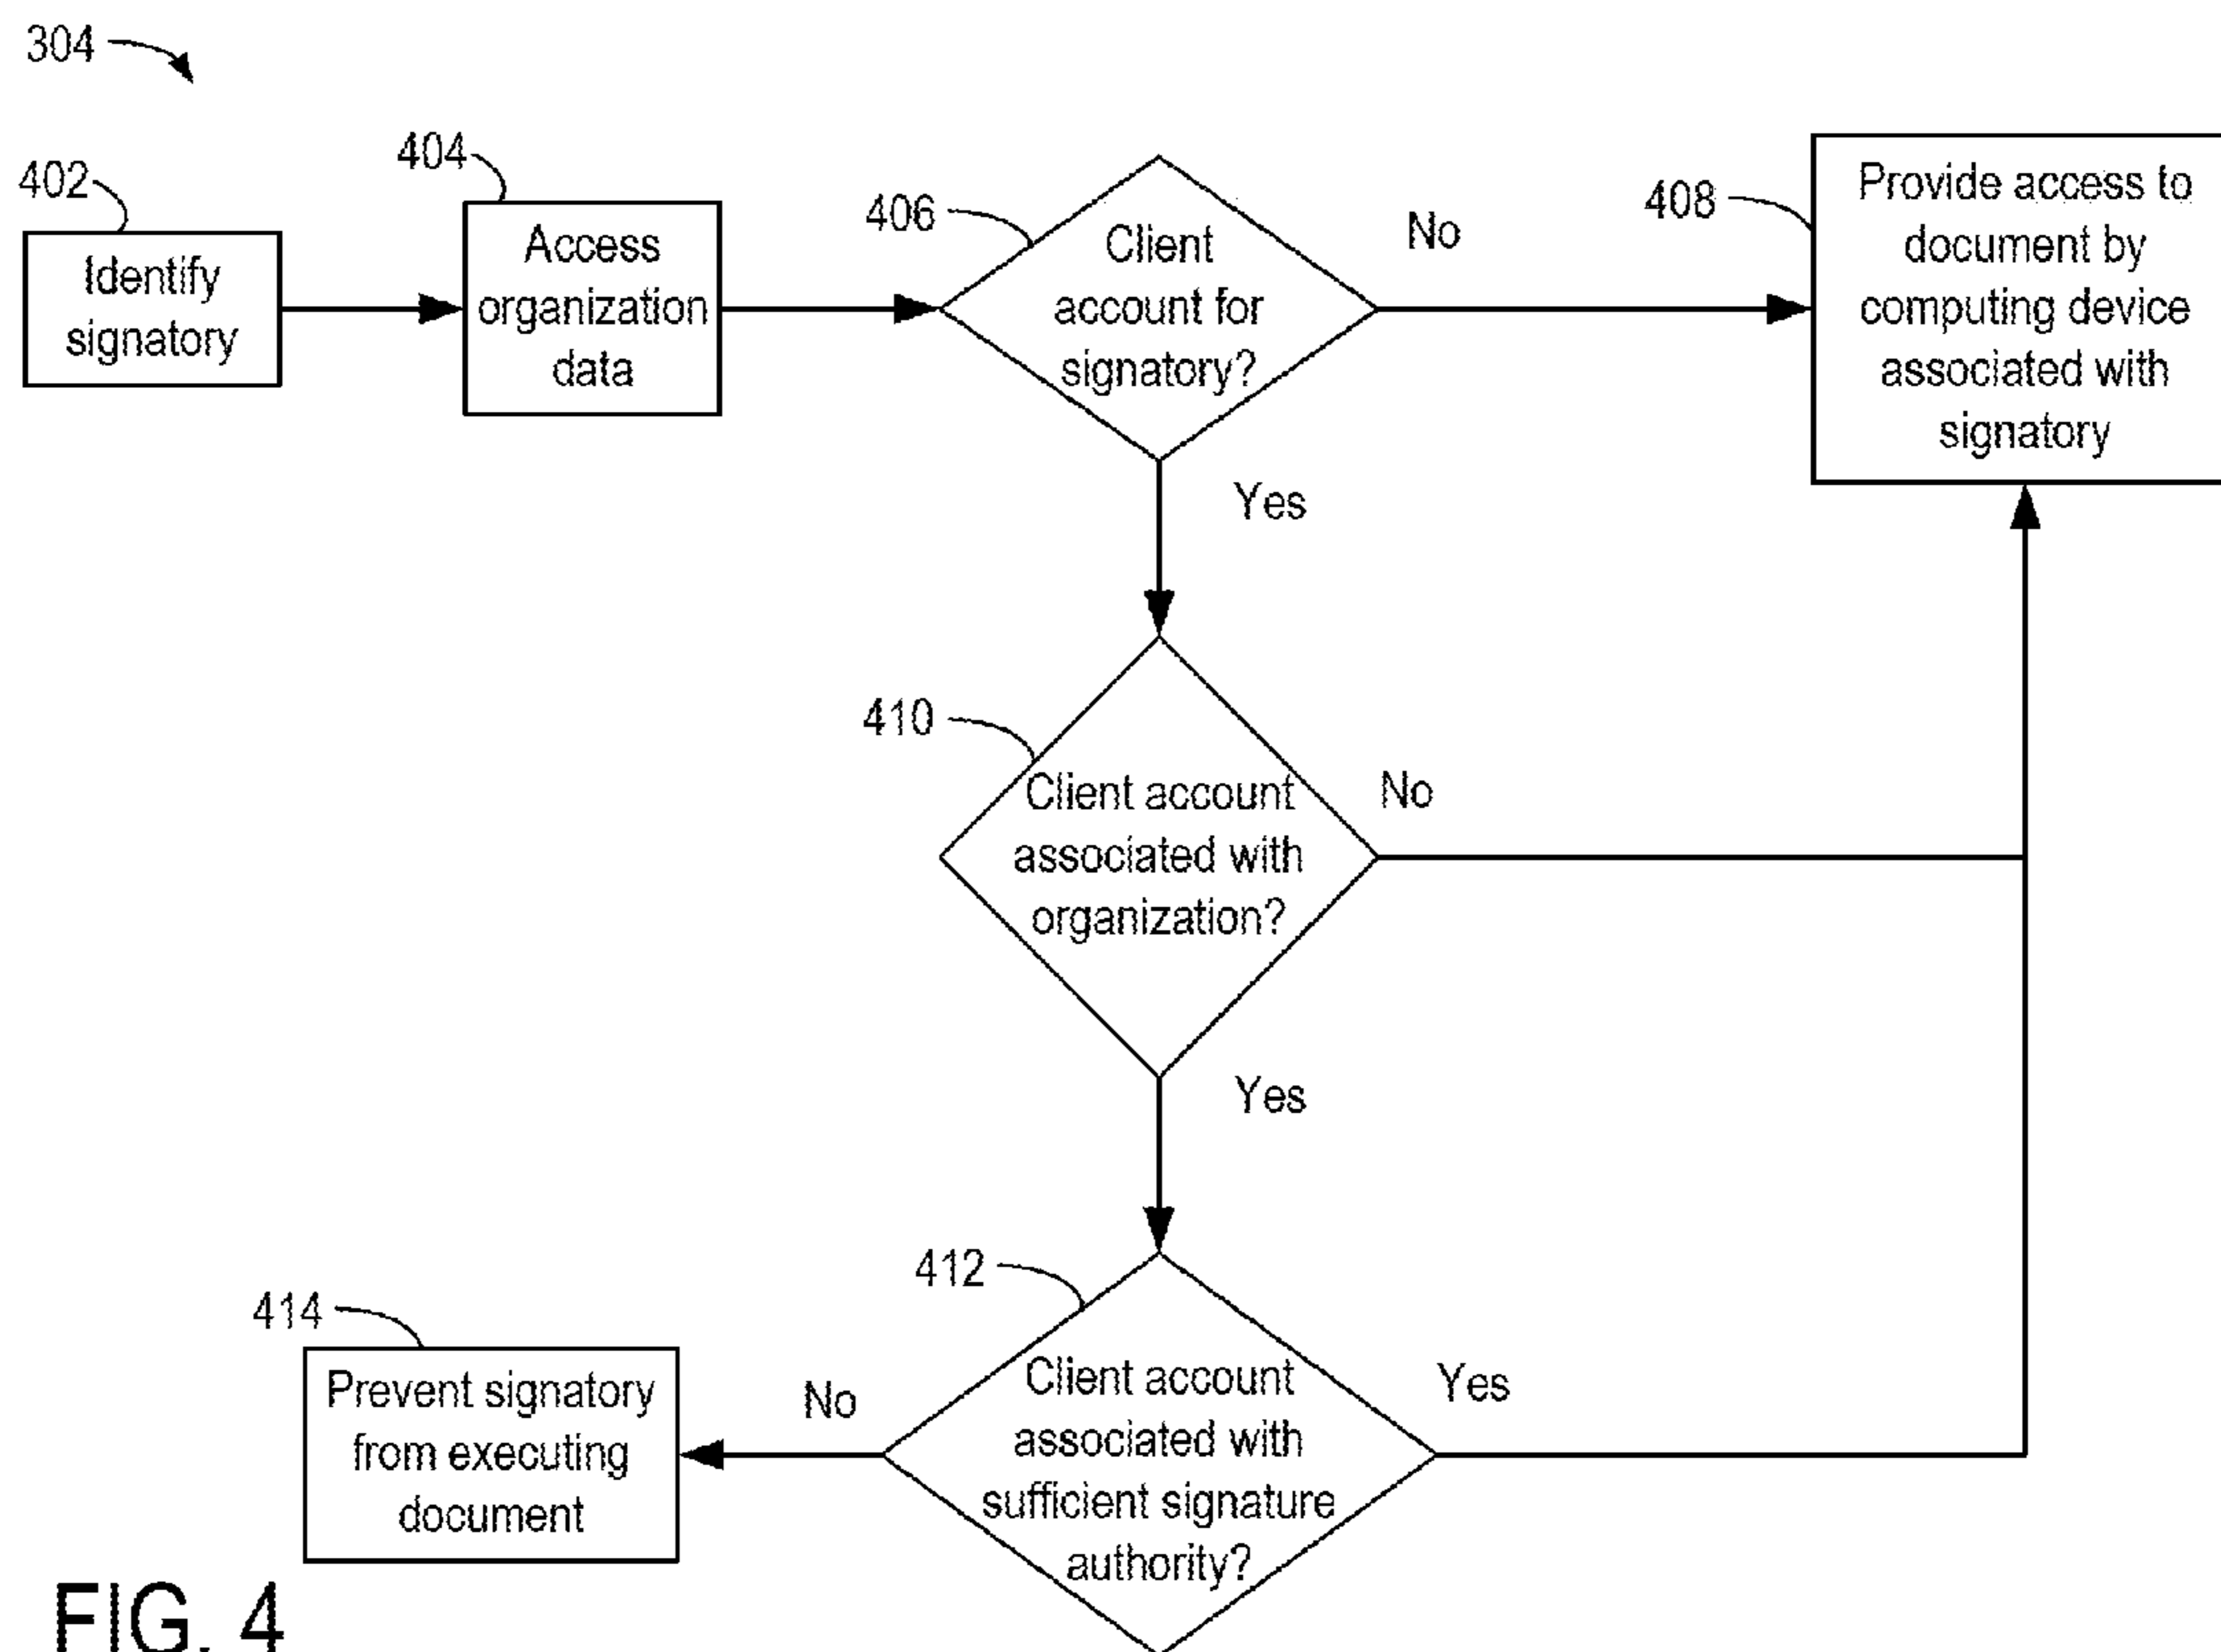 304
402
Identify
signatory
404
Access
organization
data
406
Client
account for
signatory?
No
Yes
408
Provide access to
document by
computing device
associated with
signatory
410
Client account
associated with
organization?
No
Yes
412
Client account
associated with
sufficient signature
authority?
No
Yes
414
Prevent signatory
from executing
document
FIG. 4